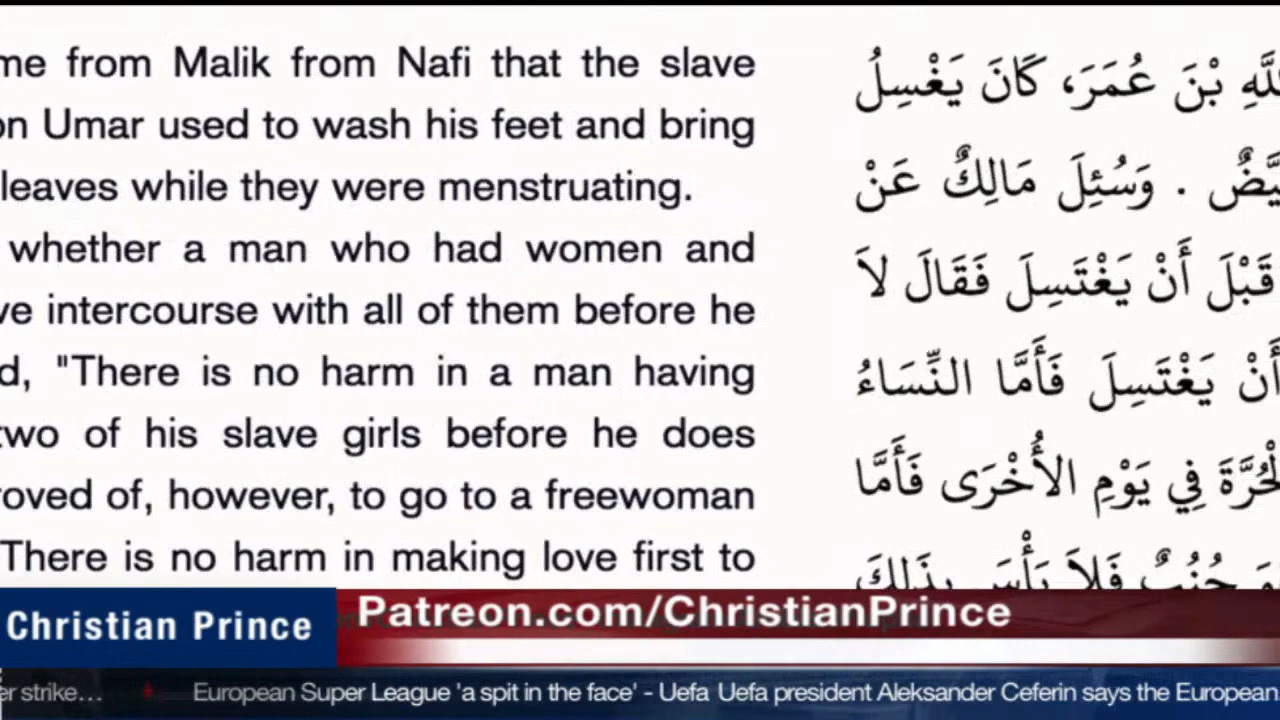 me from Malik from Nafi that the slave
on Umar used to wash his feet and bring
leaves while they were menstruating.
whether a man who had women and
ve intercourse with all of them before he
d, "There is no harm in a man having
two of his slave girls before he does
roved of, however, to go to a freewoman
There is no harm in making love first to
للَّهِ بْنَ عُمَرَ، كَانَ يَغْسِلُ
يَّضٌ . وَسُئِلَ مَالِكٌ عَنْ
قَبْلَ أَنْ يَغْتَسِلَ فَقَالَ لاَ
أَنْ يَغْتَسِلَ فَأَمَّا النِّسَاءُ
لْحُرَّةَ فِي يَوْمِ الأُخْرَى فَأَمَّا
جُنُبٌ فَلاَ بَأْسَ بِذَلِكَ
Christian Prince
Patreon.com/ChristianPrince
er strike... European Super League 'a spit in the face' - Uefa Uefa president Aleksander Ceferin says the European